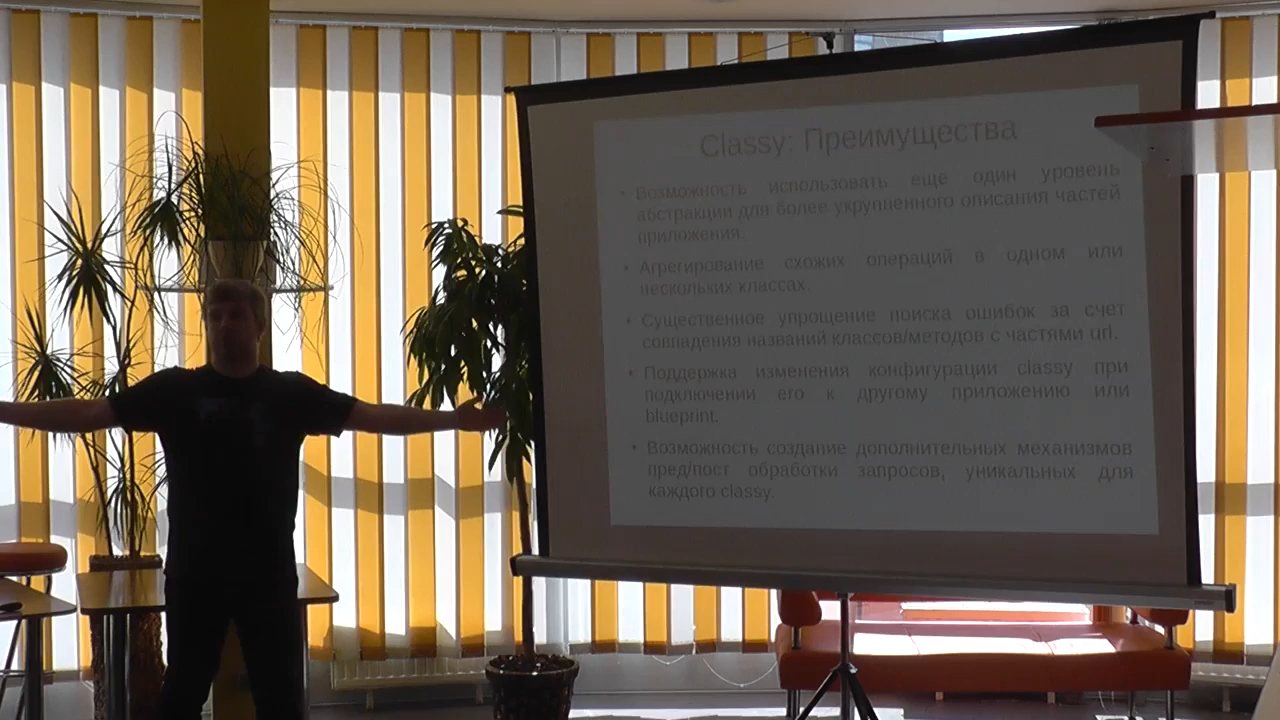 Classy: Преимущества
• Возможность использовать еще один уровень
абстракции для более укрупненного описания частей
приложения.
• Агрегирование схожих операций в одном или
нескольких классах.
• Существенное упрощение поиска ошибок за счет
совпадения названий классов/методов с частями url.
• Поддержка изменения конфигурации classy при
подключении его к другому приложению или
blueprint.
• Возможность создание дополнительных механизмов
пред/пост обработки запросов, уникальных для
каждого classy.